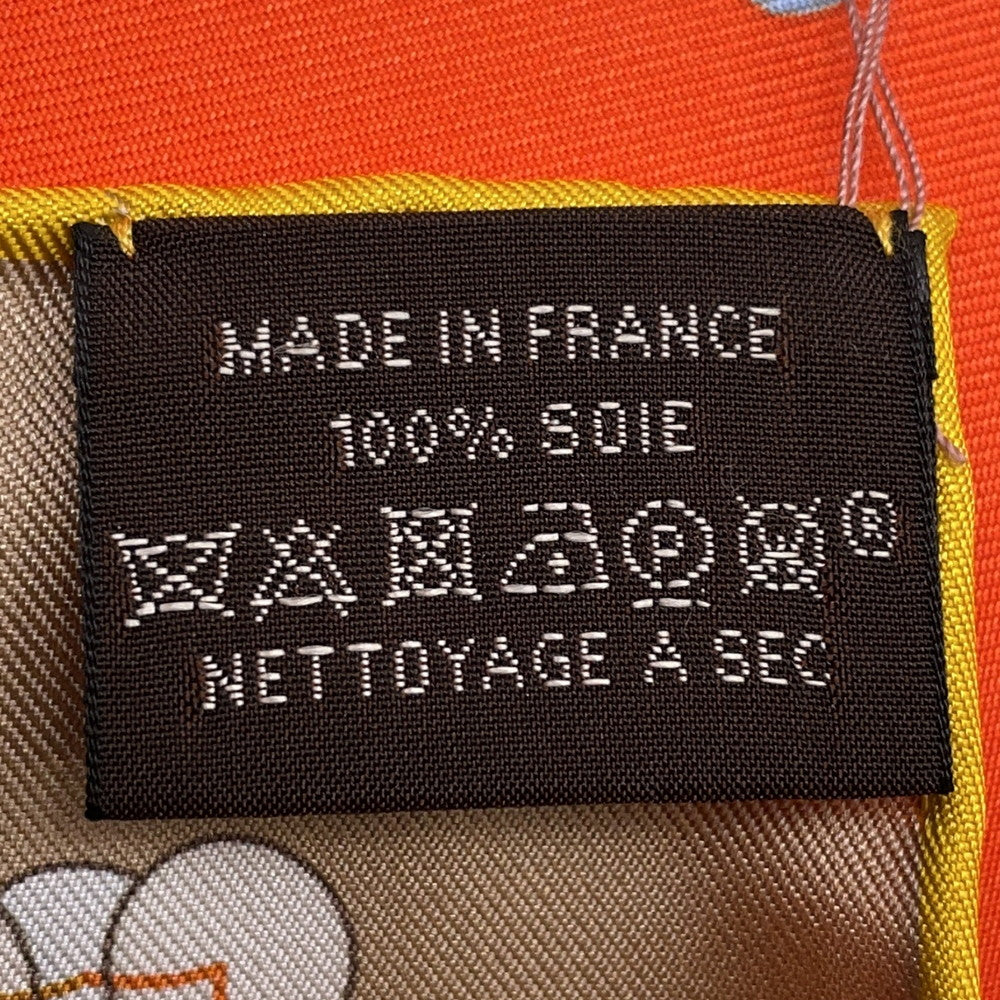 MADE IN FRANCE
100% SOIE
P W ®
NETTOYAGE A SEC